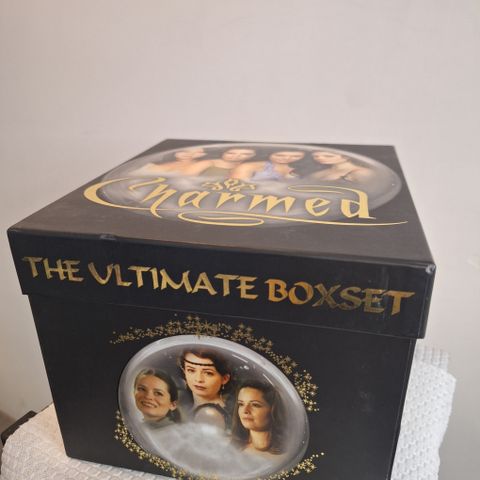 Charmed
THE ULTIMATE BOXSET